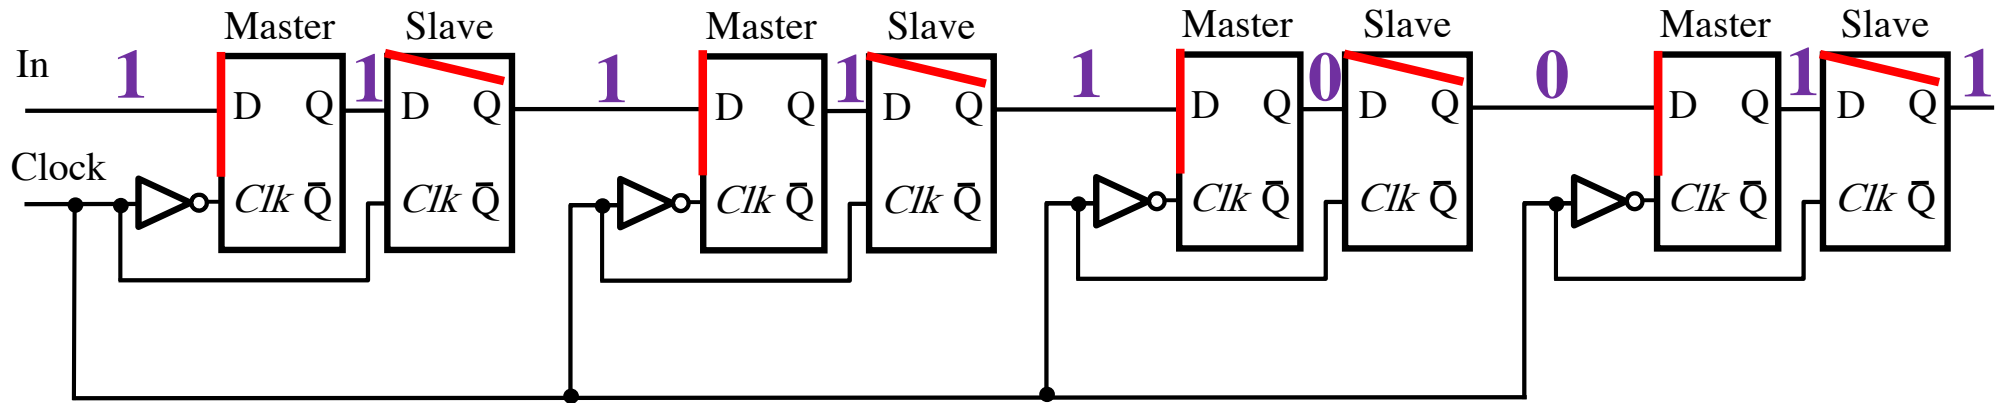 Master Slave Master Slave Master Slave Master Slave
In 1 1 1 1 1 0 0 1 1
D Q D Q D Q D Q D Q D Q D Q D Q
Clock
Clk Q̄ Clk Q̄ Clk Q̄ Clk Q̄ Clk Q̄ Clk Q̄ Clk Q̄ Clk Q̄